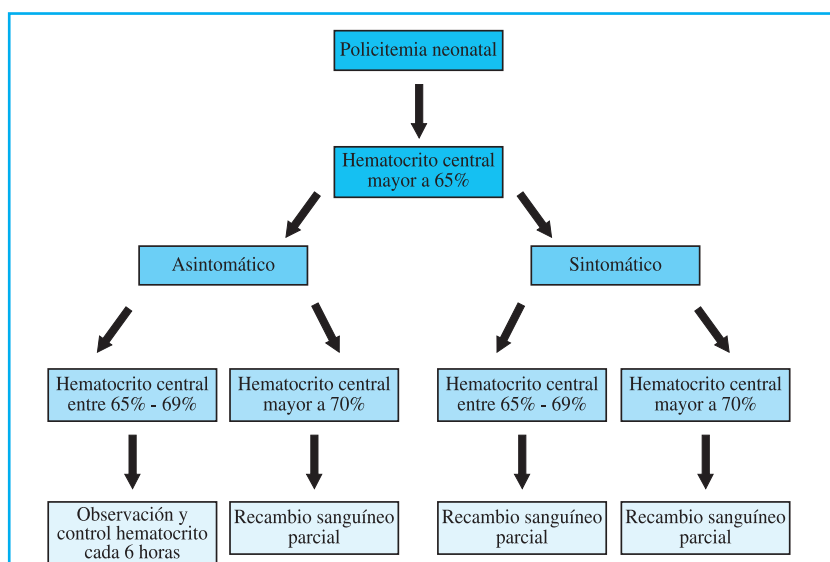 Policitemia neonatal
Hematocrito central
mayor a 65%
Asintomático
Sintomático
Hematocrito central
entre 65% - 69%
Hematocrito central
mayor a 70%
Hematocrito central
entre 65% - 69%
Hematocrito central
mayor a 70%
Observación y
control hematocrito
cada 6 horas
Recambio sanguíneo
parcial
Recambio sanguíneo
parcial
Recambio sanguíneo
parcial